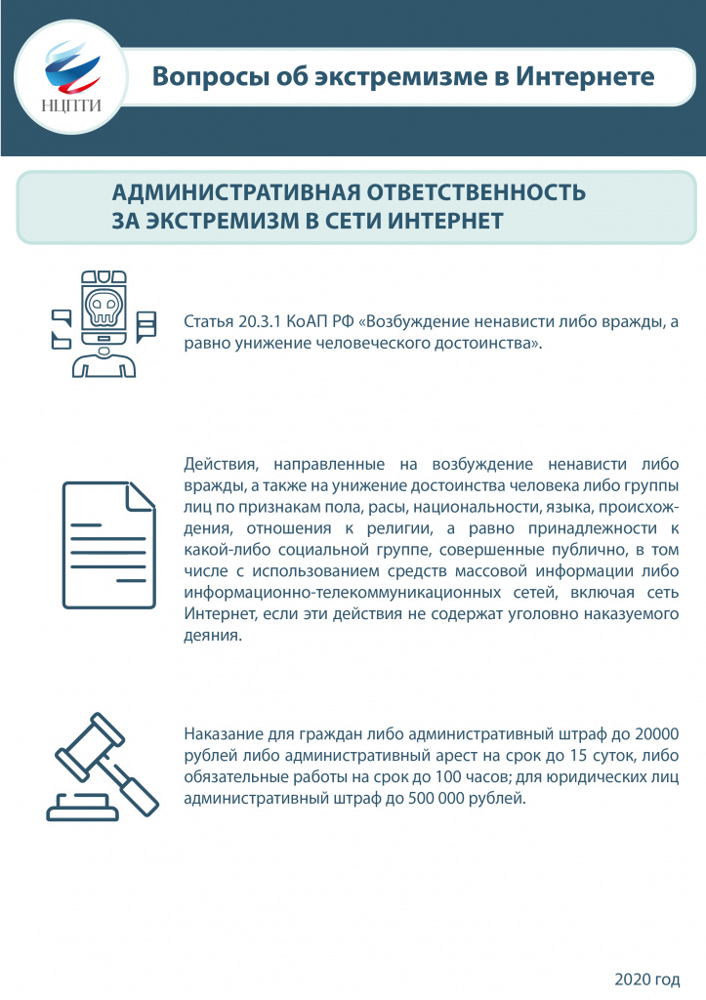 НЦПТИ
Вопросы об экстремизме в Интернете
АДМИНИСТРАТИВНАЯ ОТВЕТСТВЕННОСТЬ
ЗА ЭКСТРЕМИЗМ В СЕТИ ИНТЕРНЕТ
Статья 20.3.1 КоАП РФ «Возбуждение ненависти либо вражды, а
равно унижение человеческого достоинства».
Действия, направленные на возбуждение ненависти либо
вражды, а также на унижение достоинства человека либо группы
лиц по признакам пола, расы, национальности, языка, происхож-
дения, отношения к религии, а равно принадлежности к
какой-либо социальной группе, совершенные публично, в том
числе с использованием средств массовой информации либо
информационно-телекоммуникационных сетей, включая сеть
Интернет, если эти действия не содержат уголовно наказуемого
деяния.
Наказание для граждан либо административный штраф до 20000
рублей либо административный арест на срок до 15 суток, либо
обязательные работы на срок до 100 часов; для юридических лиц
административный штраф до 500 000 рублей.
2020 год